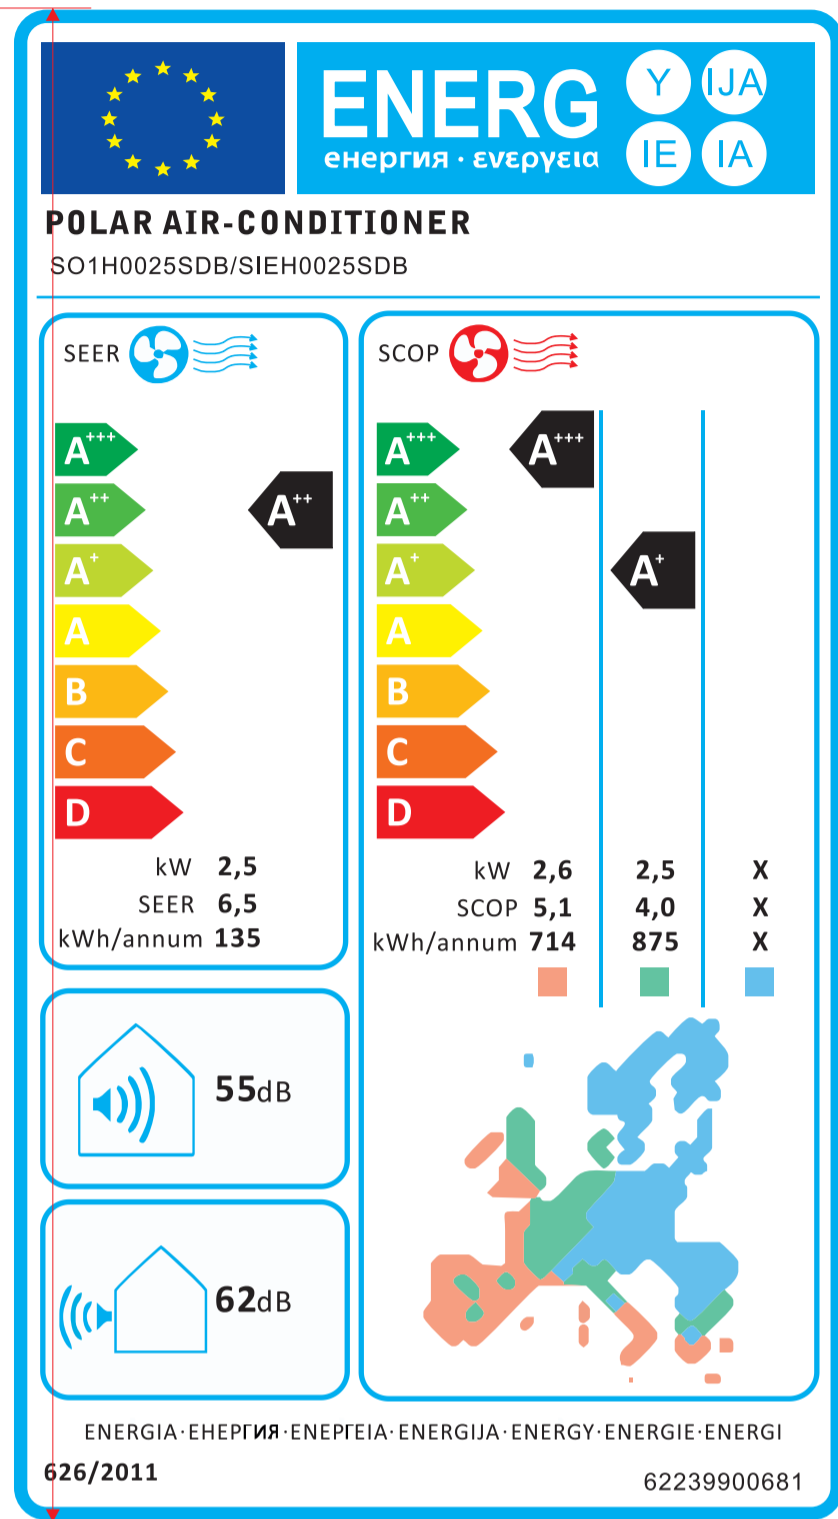 ENERG
енергия · ενεργεια
Y IJA
IE IA
POLAR AIR-CONDITIONER
SO1H0025SDB/SIEH0025SDB
SEER
A+++
A++
A+
A
B
C
D
A++
kW 2,5
SEER 6,5
kWh/annum 135
SCOP
A+++
A++
A+
A
B
C
D
A+++
A+
kW 2,6 2,5 X
SCOP 5,1 4,0 X
kWh/annum 714 875 X
55dB
62dB
ENERGIA·ЕНЕРГИЯ·ΕΝΕΡΓΕΙΑ·ENERGIJA·ENERGY·ENERGIE·ENERGI
626/2011
62239900681